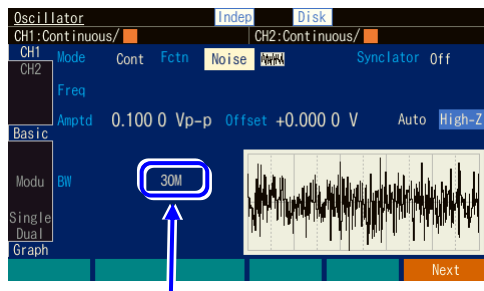 Oscillator Indep Disk
CH1:Continuous/ CH2:Continuous/
CH1 Mode Cont Fctn Noise Synclator Off
CH2
Freq
Amptd 0.100 0 Vp-p Offset +0.000 0 V Auto High-Z
Basic
Modu BW 30M
Single
Dual
Graph
Next